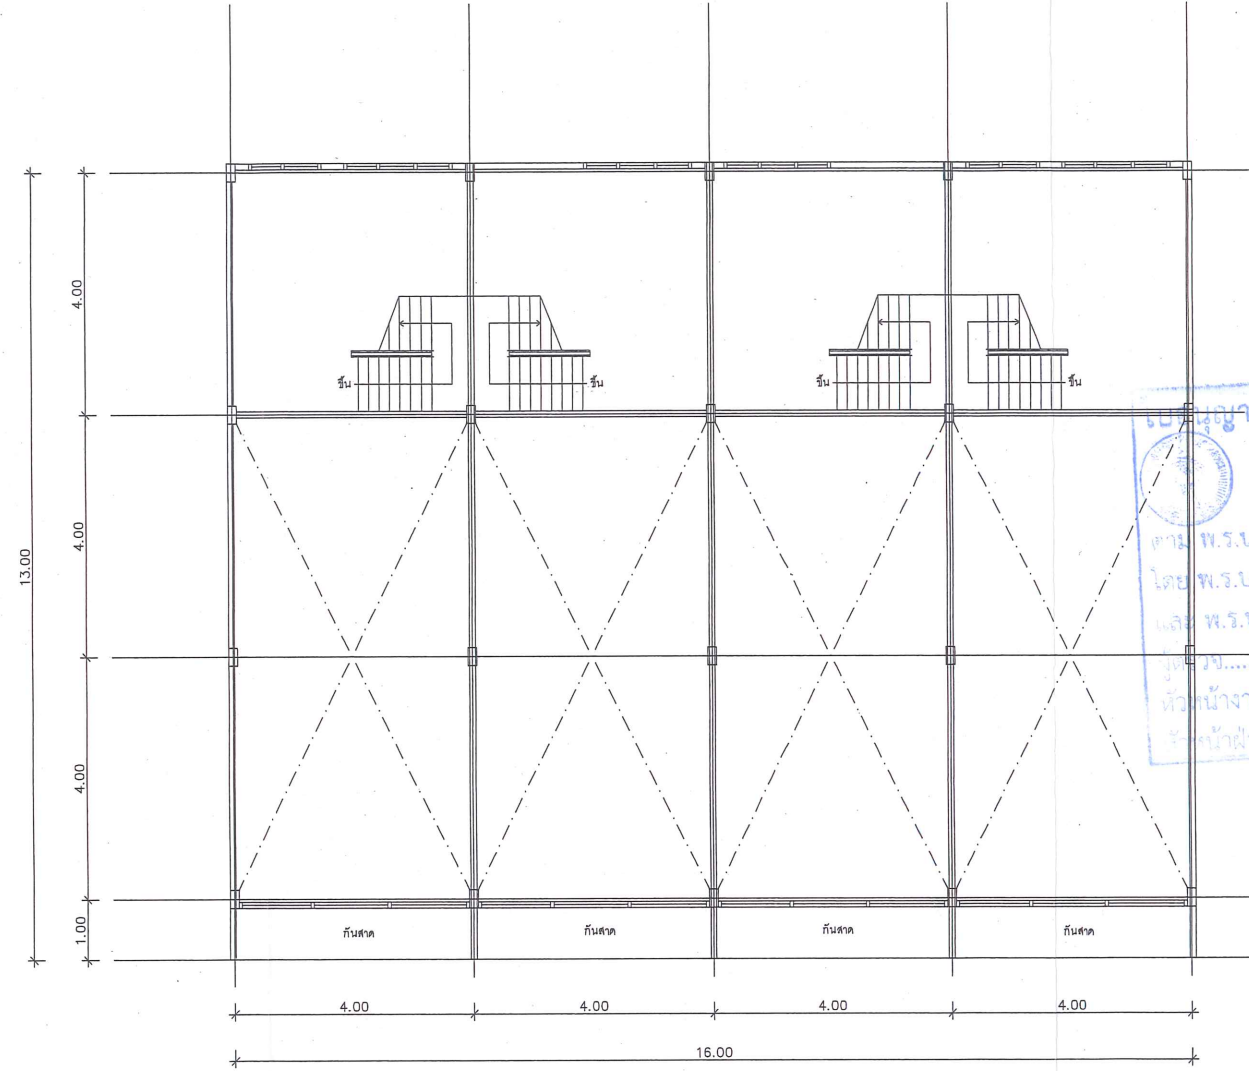 4.00
ขึ้น
ขึ้น
ขึ้น
ขึ้น
4.00
13.00
ตาม พ.ร.บ
โดย พ.ร.บ
และ พ.ร.บ
4.00
1.00
กันสาด
กันสาด
กันสาด
กันสาด
4.00
4.00
4.00
4.00
16.00